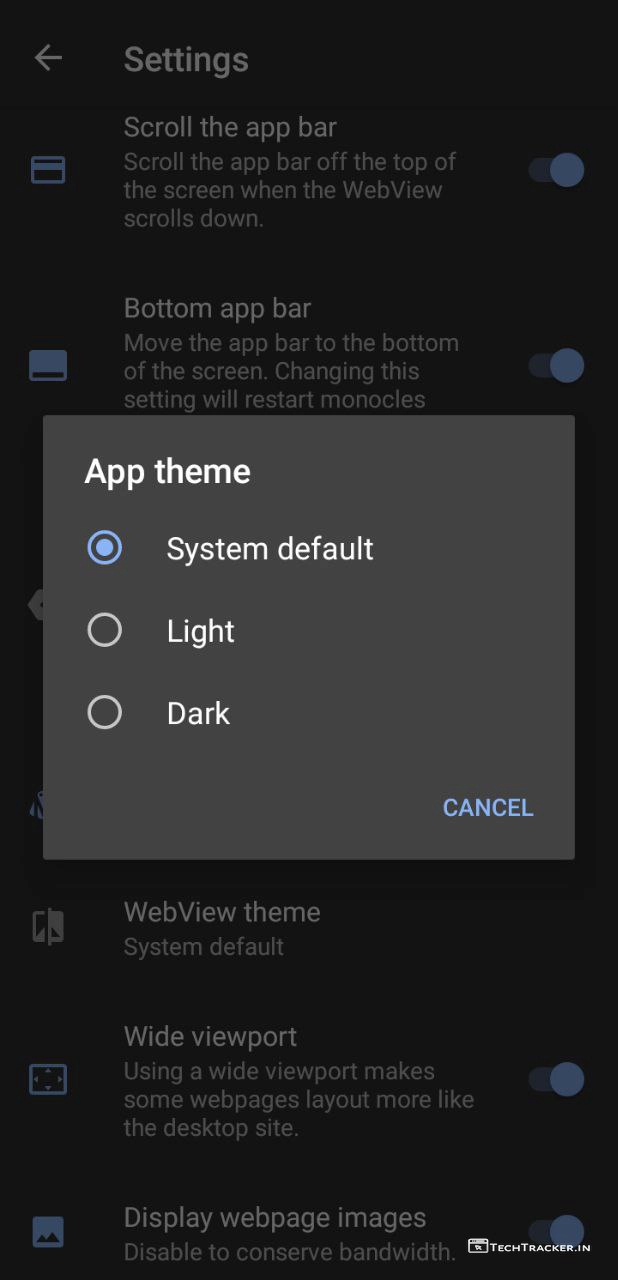 Settings
Scroll the app bar
Scroll the app bar off the top of
the screen when the WebView
scrolls down.
Bottom app bar
Move the app bar to the bottom
of the screen. Changing this
setting will restart monocles
App theme
System default
Light
Dark
CANCEL
WebView theme
System default
Wide viewport
Using a wide viewport makes
some webpages layout more like
the desktop site.
Display webpage images
Disable to conserve bandwidth.
TECHTRACKER.IN